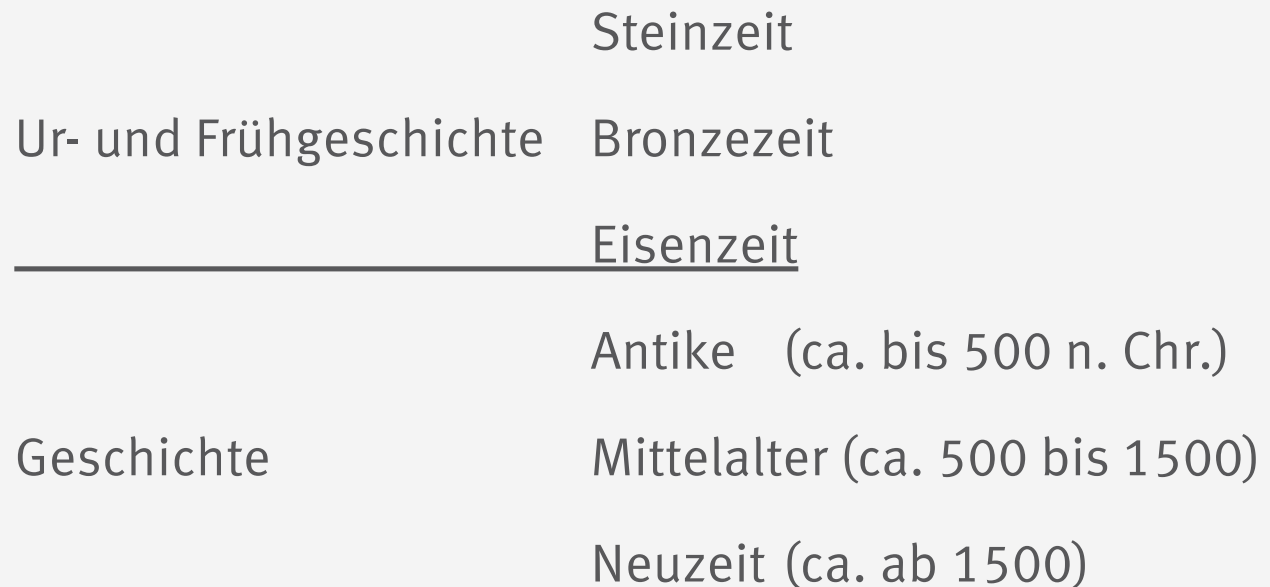 Steinzeit
Ur- und Frühgeschichte Bronzezeit
Eisenzeit
Antike (ca. bis 500 n. Chr.)
Geschichte Mittelalter (ca. 500 bis 1500)
Neuzeit (ca. ab 1500)